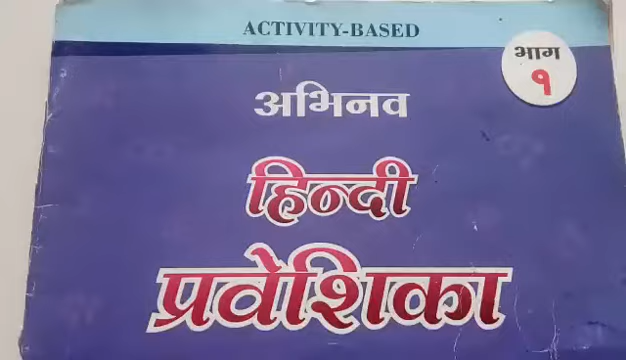 ACTIVITY-BASED
भाग
१
अभिनव
हिन्दी
प्रवेशिका